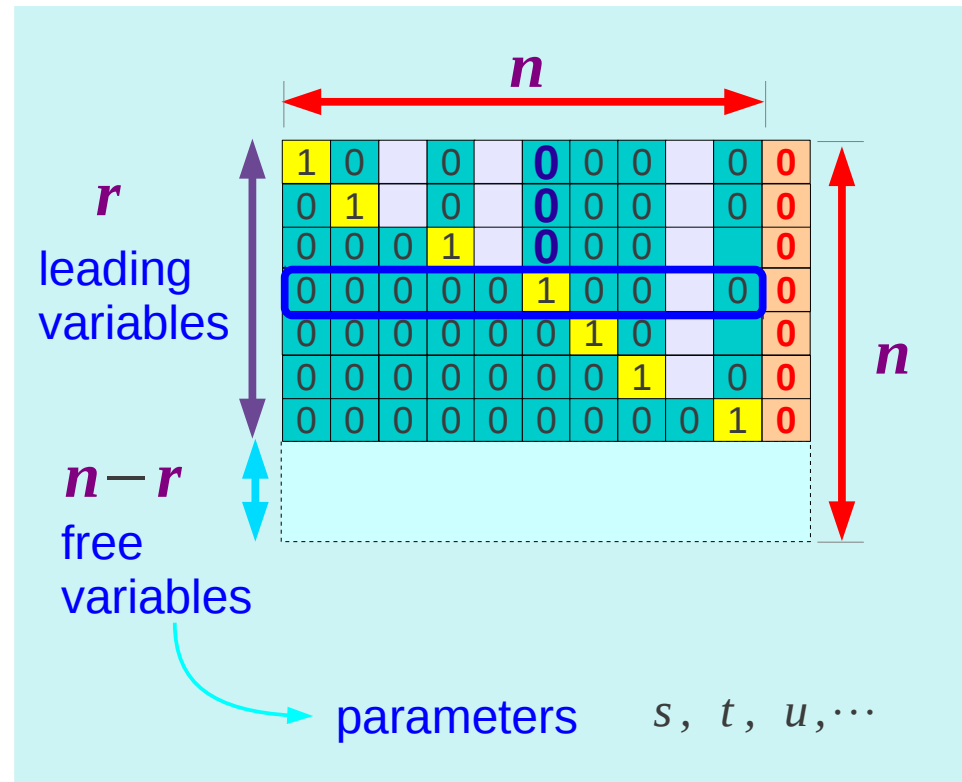 n
1 0 0 0 0 0 0 0
0 1 0 0 0 0 0 0
0 0 0 1 0 0 0 0
0 0 0 0 0 1 0 0 0 0
0 0 0 0 0 0 1 0 0
0 0 0 0 0 0 0 1 0 0
0 0 0 0 0 0 0 0 0 1 0
r
leading
variables
n
n — r
free
variables
parameters s, t, u, ⋯